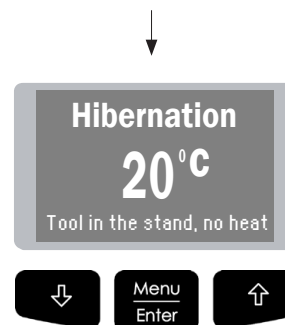 Hibernation
20°C
Tool in the stand, no heat
Menu
Enter